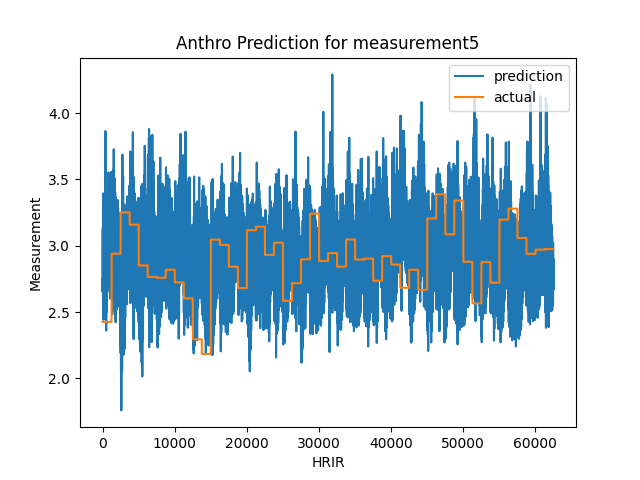 Anthro Prediction for measurement5
prediction
actual
Measurement
4.0
3.5
3.0
2.5
2.0
0 10000 20000 30000 40000 50000 60000
HRIR